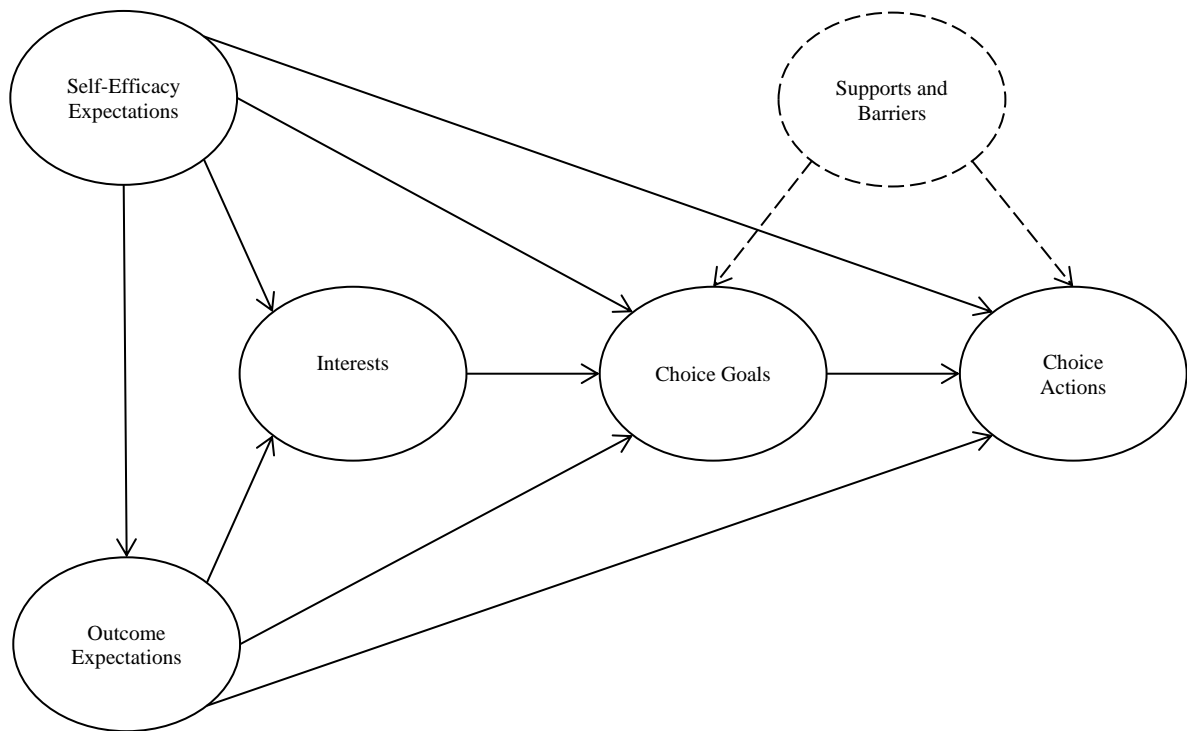 Self-Efficacy
Expectations
Supports and
Barriers
Interests
Choice Goals
Choice
Actions
Outcome
Expectations